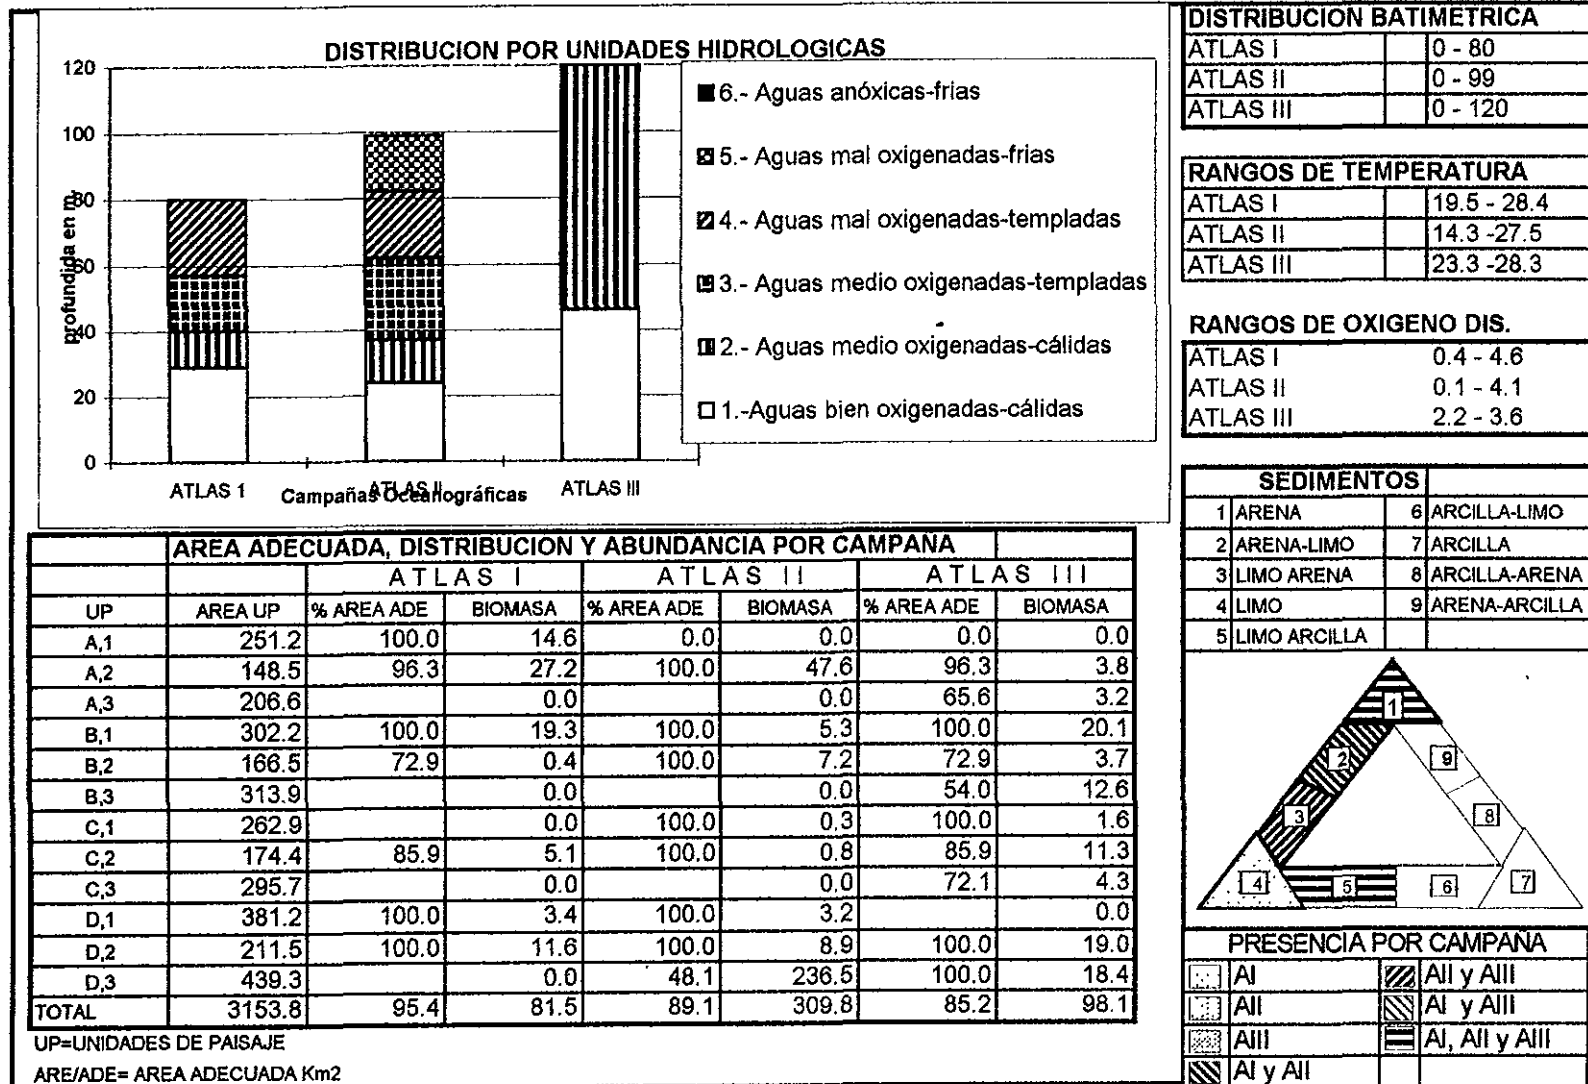 DISTRIBUCION POR UNIDADES HIDROLOGICAS
120
100
80
60
40
20
0
profundida en m.
ATLAS 1
ATLAS II
ATLAS III
Campañas Oceanográficas
6.- Aguas anóxicas-frias
5.- Aguas mal oxigenadas-frias
4.- Aguas mal oxigenadas-templadas
3.- Aguas medio oxigenadas-templadas
2.- Aguas medio oxigenadas-cálidas
1.-Aguas bien oxigenadas-cálidas
DISTRIBUCION BATIMETRICA
ATLAS I 0 - 80
ATLAS II 0 - 99
ATLAS III 0 - 120
RANGOS DE TEMPERATURA
ATLAS I 19.5 - 28.4
ATLAS II 14.3 -27.5
ATLAS III 23.3 -28.3
RANGOS DE OXIGENO DIS.
ATLAS I 0.4 - 4.6
ATLAS II 0.1 - 4.1
ATLAS III 2.2 - 3.6
SEDIMENTOS
1 ARENA 6 ARCILLA-LIMO
2 ARENA-LIMO 7 ARCILLA
3 LIMO ARENA 8 ARCILLA-ARENA
4 LIMO 9 ARENA-ARCILLA
5 LIMO ARCILLA
1
2
9
3
8
4
5
6
7
PRESENCIA POR CAMPAÑA
AI AII y AIII
AII AI y AIII
AIII AI, AII y AIII
AI y AII
AREA ADECUADA, DISTRIBUCION Y ABUNDANCIA POR CAMPANA
ATLAS I ATLAS II ATLAS III
UP AREA UP % AREA ADE BIOMASA % AREA ADE BIOMASA % AREA ADE BIOMASA
A,1 251.2 100.0 14.6 0.0 0.0 0.0 0.0
A,2 148.5 96.3 27.2 100.0 47.6 96.3 3.8
A,3 206.6 0.0 0.0 65.6 3.2
B,1 302.2 100.0 19.3 100.0 5.3 100.0 20.1
B,2 166.5 72.9 0.4 100.0 7.2 72.9 3.7
B,3 313.9 0.0 0.0 54.0 12.6
C,1 262.9 0.0 100.0 0.3 100.0 1.6
C,2 174.4 85.9 5.1 100.0 0.8 85.9 11.3
C,3 295.7 0.0 0.0 72.1 4.3
D,1 381.2 100.0 3.4 100.0 3.2 0.0
D,2 211.5 100.0 11.6 100.0 8.9 100.0 19.0
D,3 439.3 0.0 48.1 236.5 100.0 18.4
TOTAL 3153.8 95.4 81.5 89.1 309.8 85.2 98.1
UP=UNIDADES DE PAISAJE
ARE/ADE= AREA ADECUADA Km2